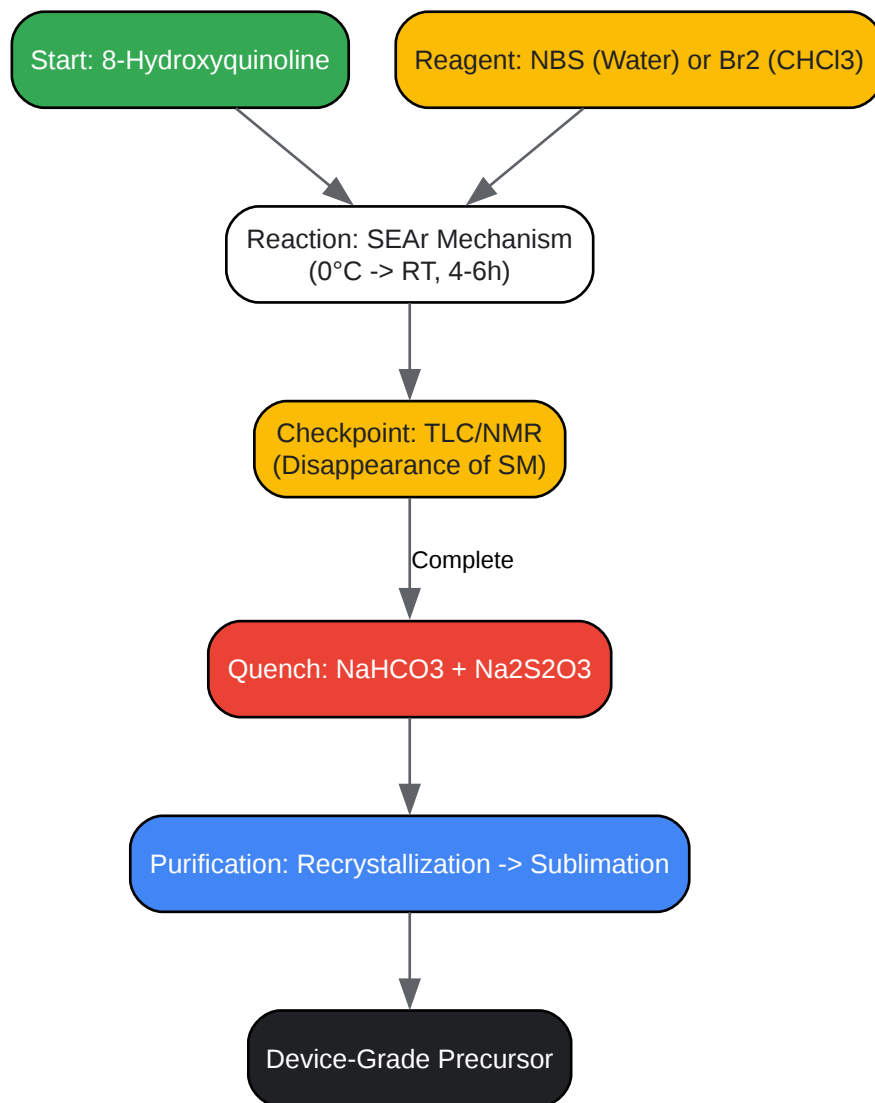 Start: 8-Hydroxyquinoline
Reagent: NBS (Water) or Br2 (CHCl3)
Reaction: SEAr Mechanism
(0°C -> RT, 4-6h)
Checkpoint: TLC/NMR
(Disappearance of SM)
Complete
Quench: NaHCO3 + Na2S2O3
Purification: Recrystallization -> Sublimation
Device-Grade Precursor